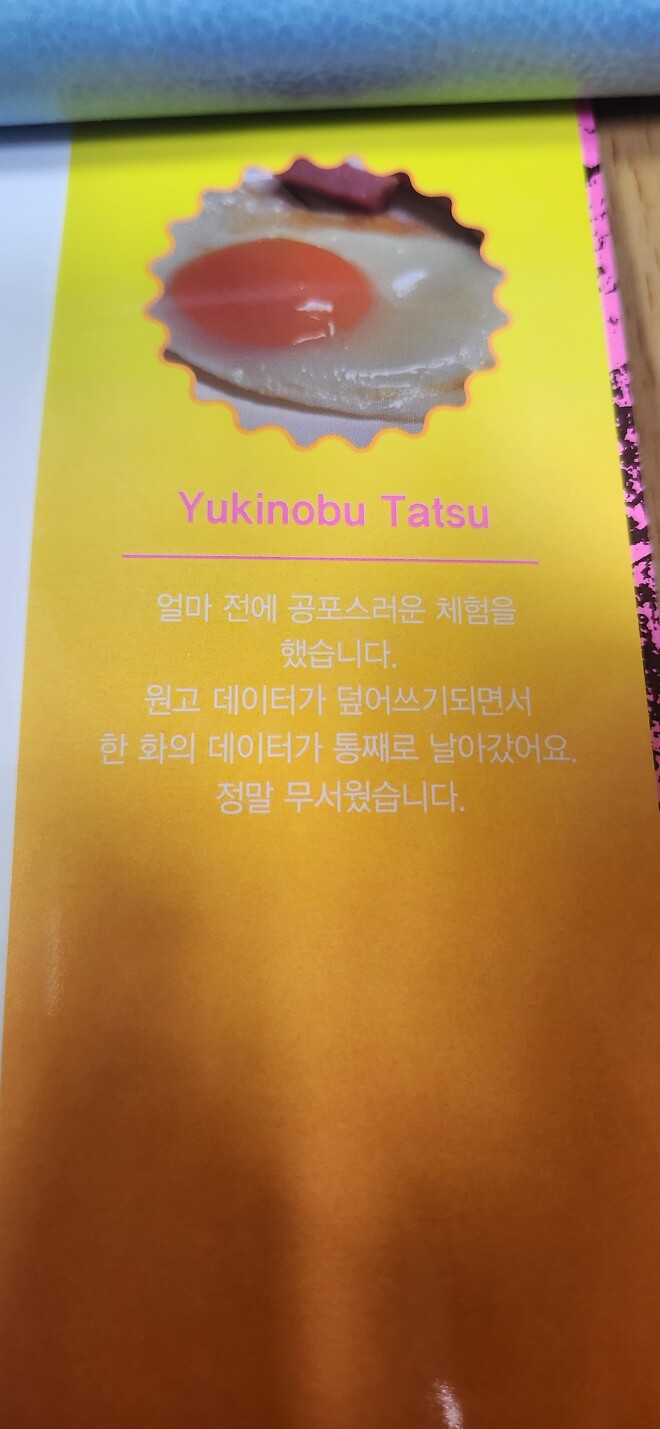 Yukinobu Tatsu
얼마 전에 공포스러운 체험을
했습니다.
원고 데이터가 덮어쓰기되면서
한 화의 데이터가 통째로 날아갔어요.
정말 무서웠습니다.